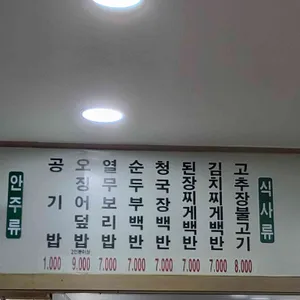 식사류
고추장불고기 8.000
김치찌게백반 7.000
된장찌게백반 7.000
청국장백반 7.000
순두부백반 7.000
열무보리밥 7.000
오징어덮밥 9.000
공기밥 1.000
안주류